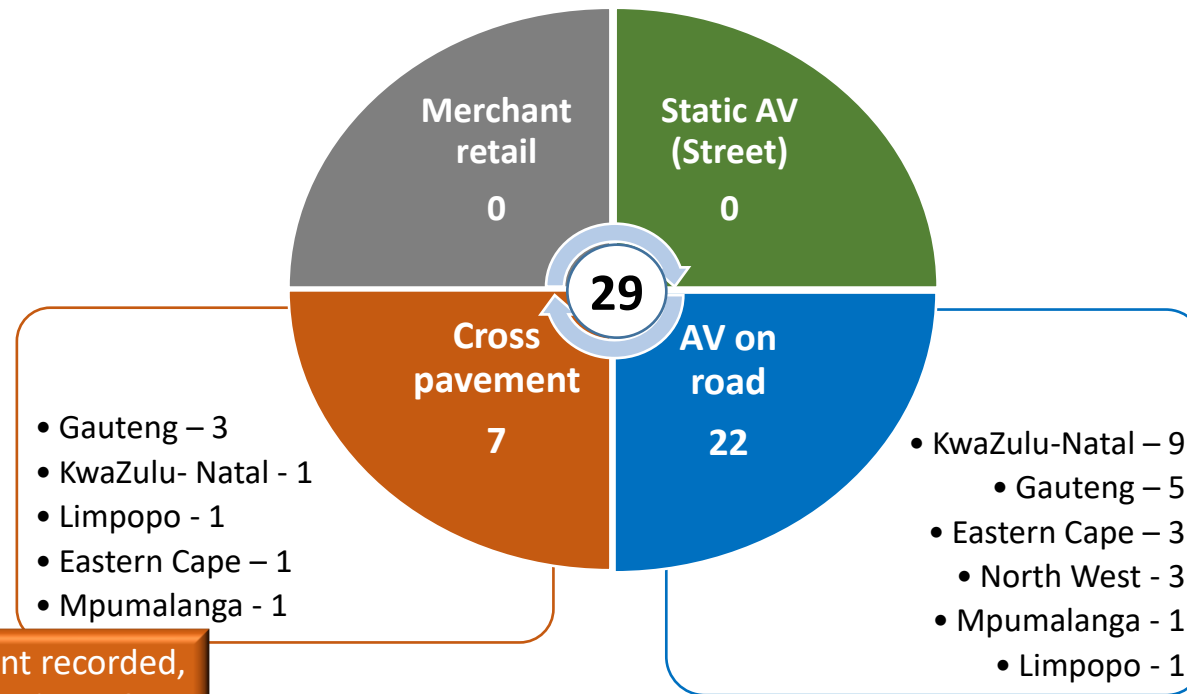 Merchant
retail
0
Static AV
(Street)
0
29
Cross
pavement
7
AV on
road
22
• Gauteng – 3
• KwaZulu- Natal - 1
• Limpopo - 1
• Eastern Cape – 1
• Mpumalanga - 1
• KwaZulu-Natal – 9
• Gauteng – 5
• Eastern Cape – 3
• North West - 3
• Mpumalanga - 1
• Limpopo - 1
nt recorded,